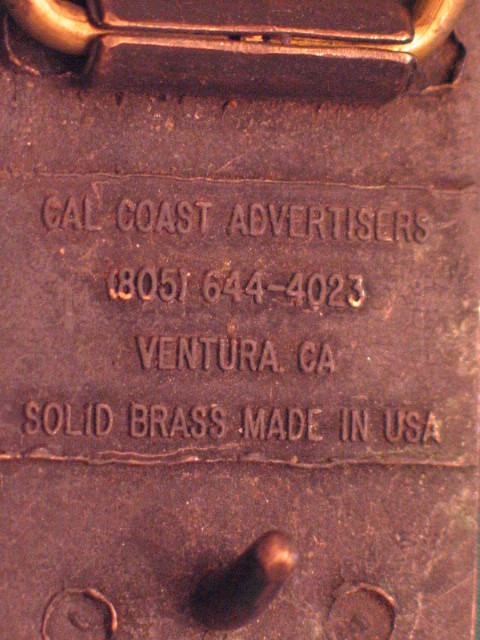 CAL COAST ADVERTISERS
(805) 644-4023
VENTURA. CA
SOLID BRASS MADE IN USA